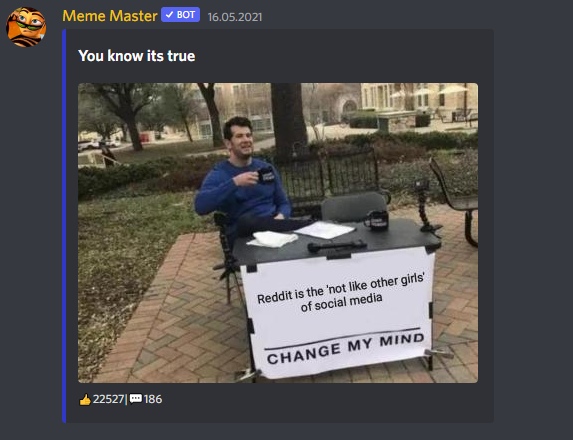 Meme Master ✓ BOT 16.05.2021
You know its true
Reddit is the 'not like other girls'
of social media
CHANGE MY MIND
👍 22527| 💬 186